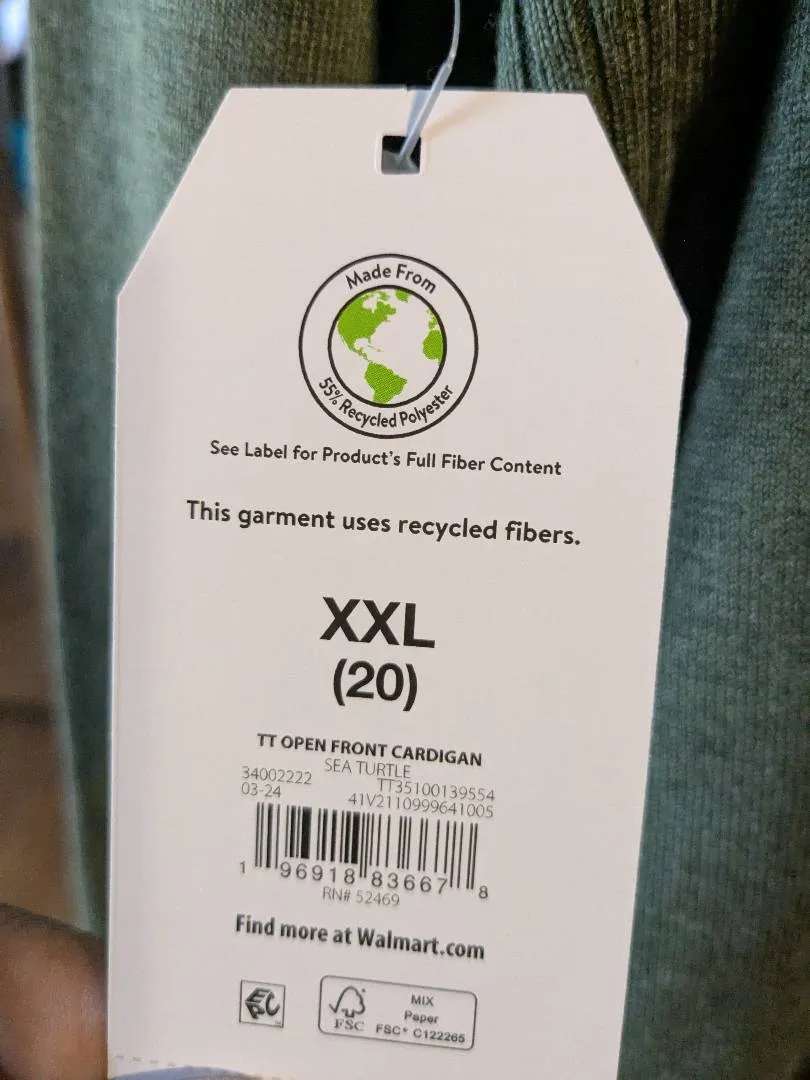 Made From
55% Recycled Polyester
See Label for Product's Full Fiber Content
This garment uses recycled fibers.
XXL
(20)
TT OPEN FRONT CARDIGAN
SEA TURTLE
34002222 TT35100139554
03-24 41V2110999641005
1 96918 83667 8
RN# 52469
Find more at Walmart.com
EPC
MIX
Paper
FSC FSC® C122265